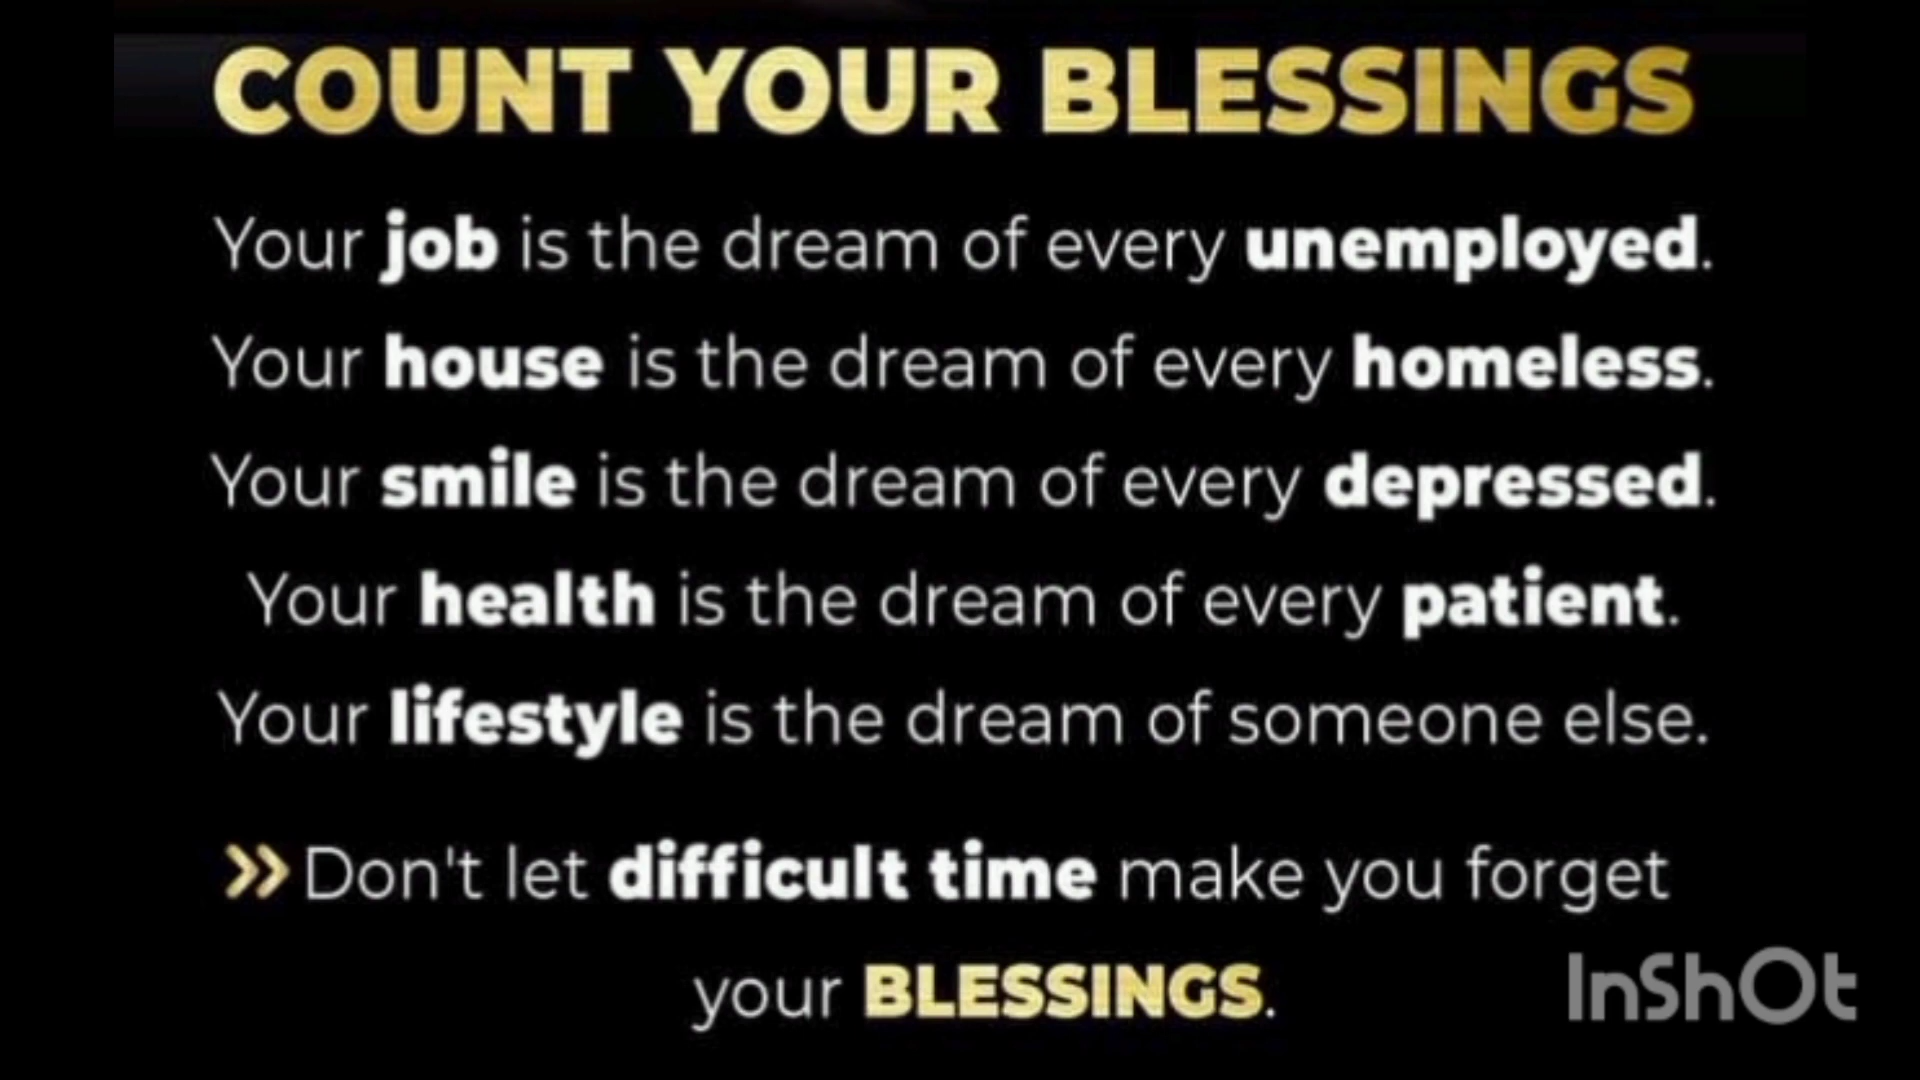 COUNT YOUR BLESSINGS
Your job is the dream of every unemployed.
Your house is the dream of every homeless.
Your smile is the dream of every depressed.
Your health is the dream of every patient.
Your lifestyle is the dream of someone else.
» Don't let difficult time make you forget
your BLESSINGS.
InShOt